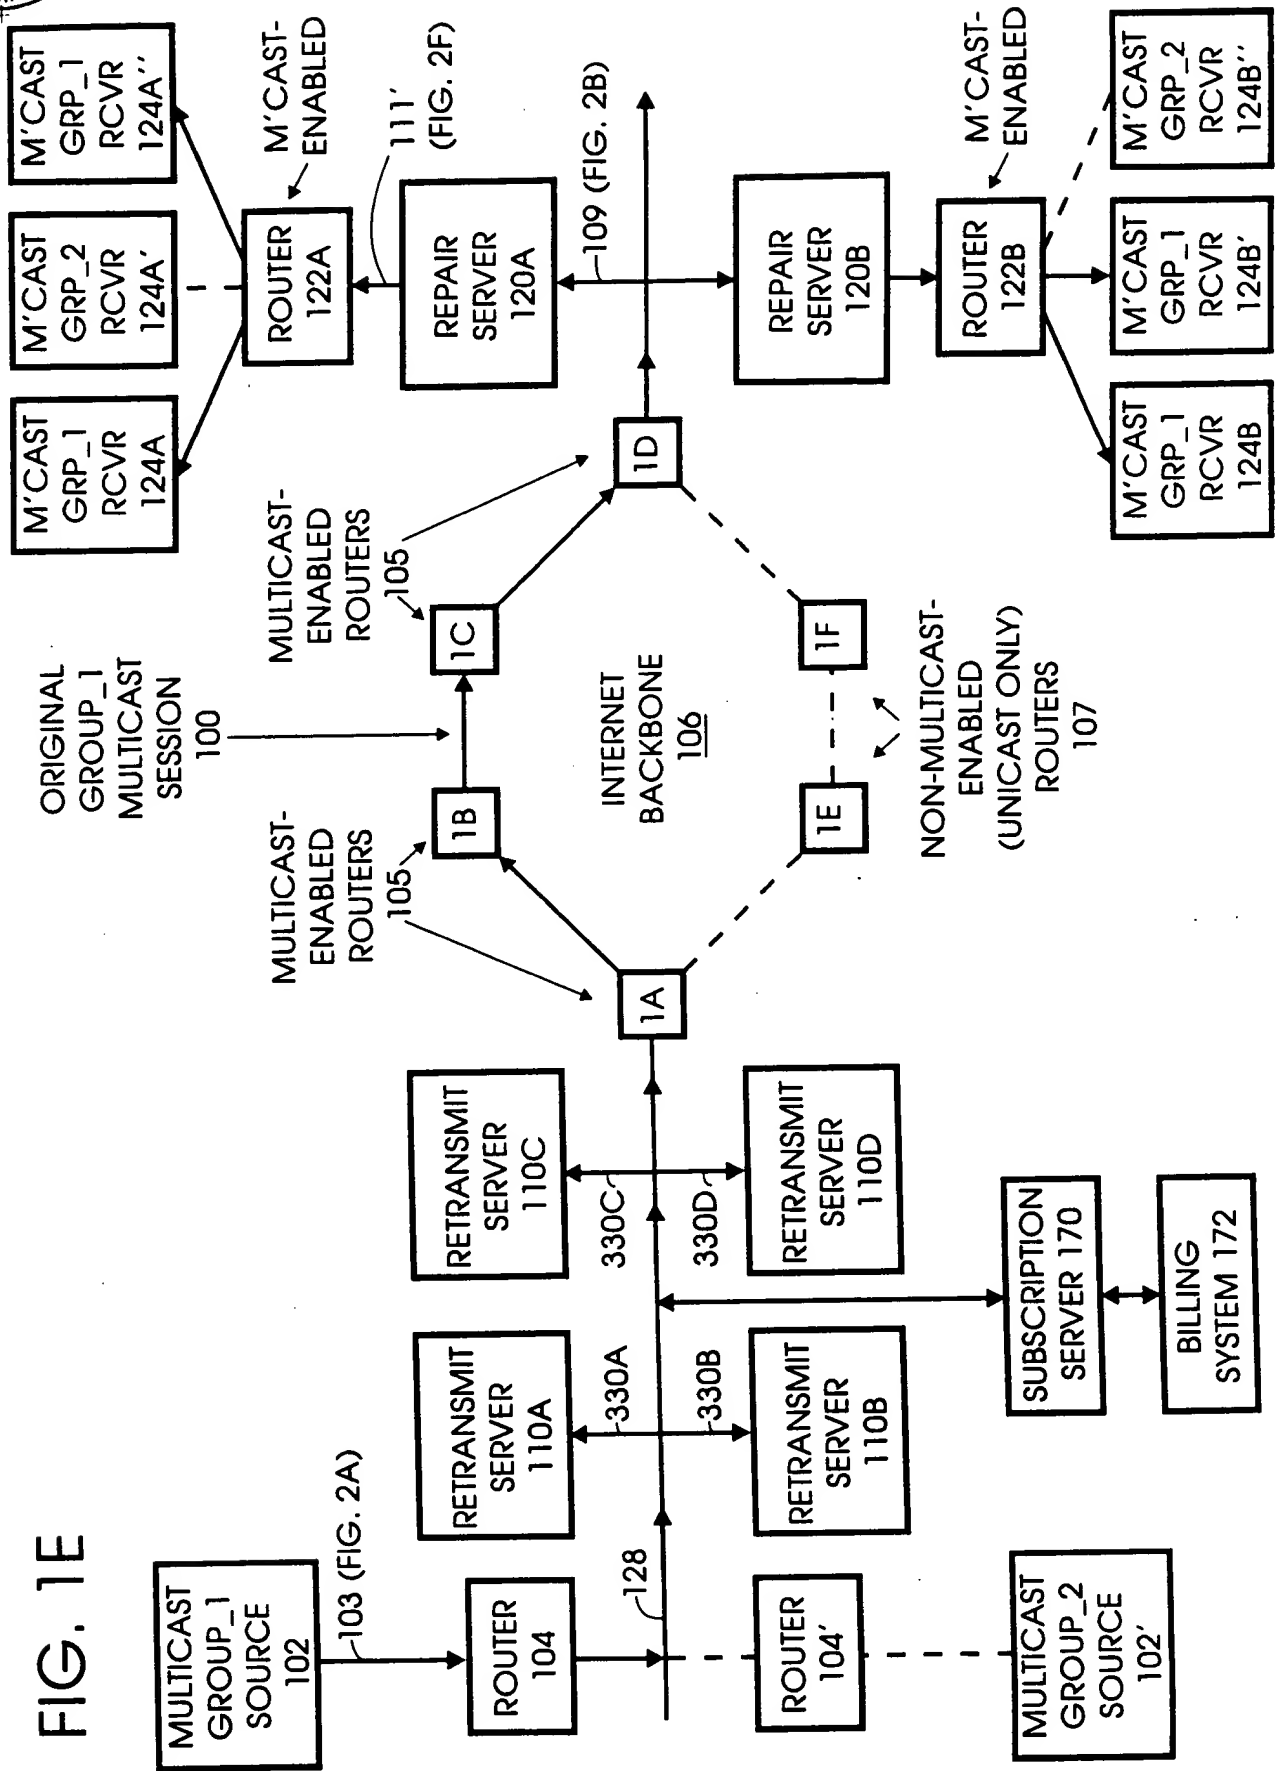 FIG. 1E
MULTICAST
GROUP_1
SOURCE
102
103 (FIG. 2A)
ROUTER
104
128
ROUTER
104'
MULTICAST
GROUP_2
SOURCE
102'
RETRANSMIT
SERVER
110A
330A
330B
RETRANSMIT
SERVER
110B
RETRANSMIT
SERVER
110C
330C
330D
RETRANSMIT
SERVER
110D
SUBSCRIPTION
SERVER 170
BILLING
SYSTEM 172
ORIGINAL
GROUP_1
MULTICAST
SESSION
100
MULTICAST-
ENABLED
ROUTERS
105
1A
1B
INTERNET
BACKBONE
106
1E
1F
NON-MULTICAST-
ENABLED
(UNICAST ONLY)
ROUTERS
107
MULTICAST-
ENABLED
ROUTERS
105
1C
1D
M'CAST
GRP_1
RCVR
124A
M'CAST
GRP_2
RCVR
124A'
M'CAST
GRP_1
RCVR
124A''
ROUTER
122A
M'CAST-
ENABLED
111'
(FIG. 2F)
REPAIR
SERVER
120A
109 (FIG. 2B)
REPAIR
SERVER
120B
ROUTER
122B
M'CAST-
ENABLED
M'CAST
GRP_1
RCVR
124B
M'CAST
GRP_1
RCVR
124B'
M'CAST
GRP_2
RCVR
124B''